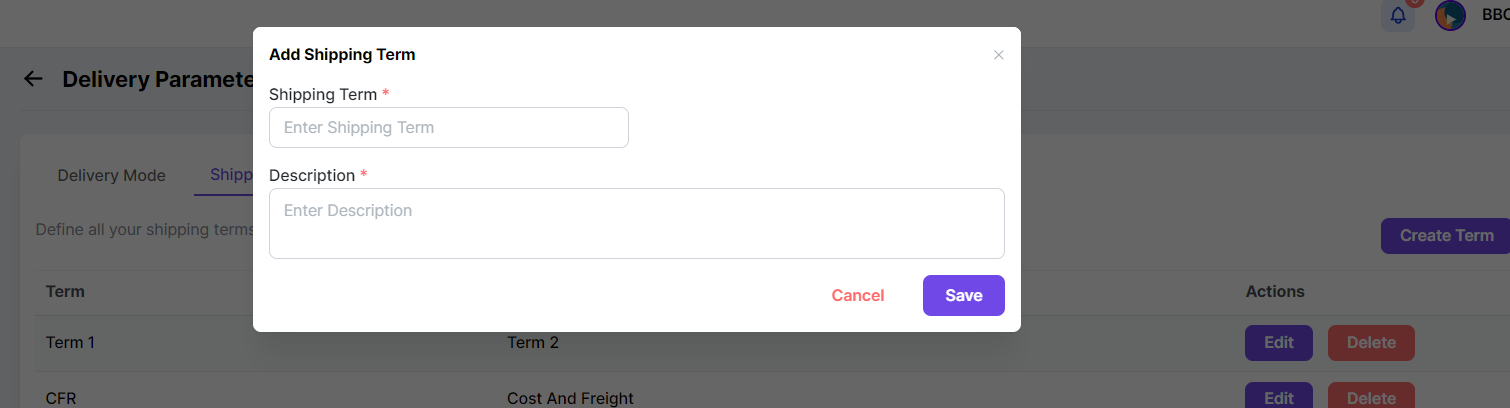 BBC
Add Shipping Term
Delivery Paramete
Shipping Term *
Enter Shipping Term
Delivery Mode
Shipp
Description *
Enter Description
Define all your shipping terms
Create Term
Cancel
Save
Term
Actions
Term 1
Term 2
Edit
Delete
CFR
Cost And Freight
Edit
Delete